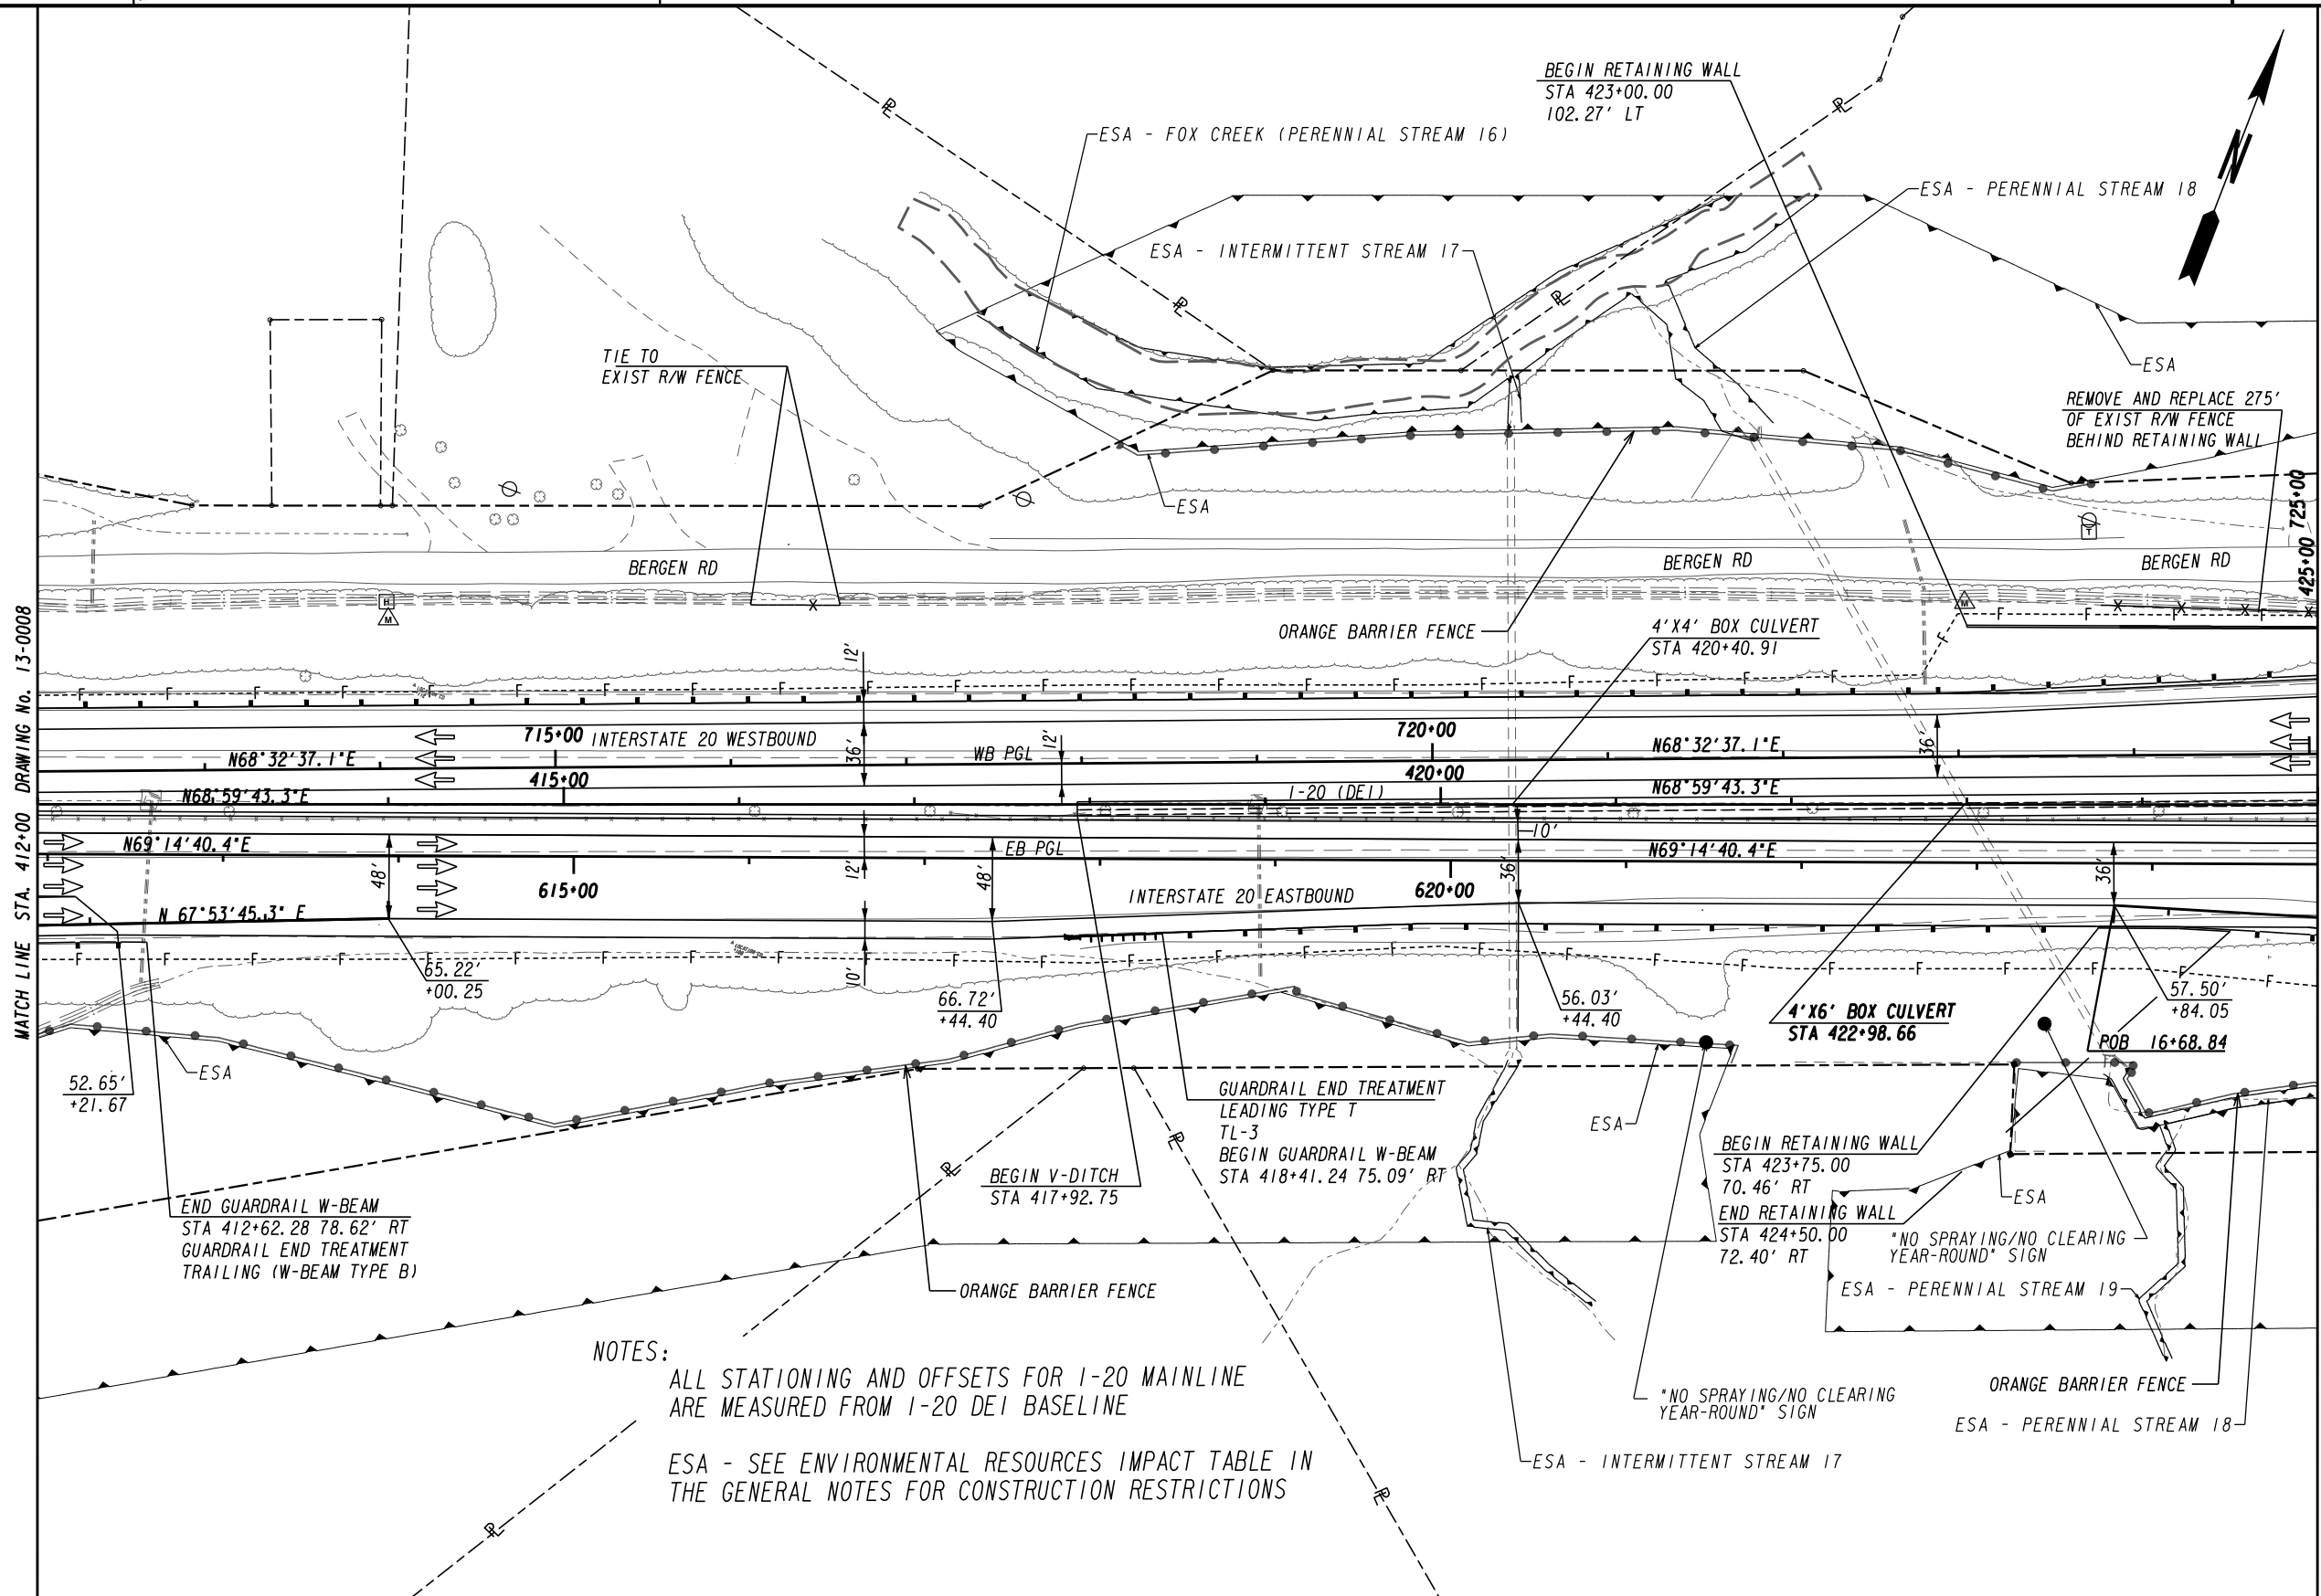 BEGIN RETAINING WALL
STA 423+00.00
102.27' LT
ESA - FOX CREEK (PERENNIAL STREAM 16)
ESA - PERENNIAL STREAM 18
ESA - INTERMITTENT STREAM 17
N
TIE TO
EXIST R/W FENCE
ESA
REMOVE AND REPLACE 275'
OF EXIST R/W FENCE
BEHIND RETAINING WALL
ESA
425+00 725+00
BERGEN RD
BERGEN RD
BERGEN RD
ORANGE BARRIER FENCE
4'X4' BOX CULVERT
STA 420+40.91
12'
715+00 INTERSTATE 20 WESTBOUND
36'
WB PGL
12'
720+00
36'
N68°32'37.1"E
N68°32'37.1"E
415+00
420+00
N68°59'43.3"E
I-20 (DEI)
N68°59'43.3"E
10'
N69°14'40.4"E
48'
12'
48'
EB PGL
36'
N69°14'40.4"E
36'
615+00
INTERSTATE 20 EASTBOUND
620+00
N 67°53'45.3" E
10'
MATCH LINE STA. 412+00 DRAWING No. 13-0008
65.22'
+00.25
66.72'
+44.40
56.03'
+44.40
4'X6' BOX CULVERT
STA 422+98.66
57.50'
+84.05
POB 16+68.84
52.65'
+21.67
ESA
GUARDRAIL END TREATMENT
LEADING TYPE T
TL-3
BEGIN GUARDRAIL W-BEAM
STA 418+41.24 75.09' RT
ESA
BEGIN V-DITCH
STA 417+92.75
BEGIN RETAINING WALL
STA 423+75.00
70.46' RT
END RETAINING WALL
STA 424+50.00
72.40' RT
ESA
"NO SPRAYING/NO CLEARING
YEAR-ROUND" SIGN
END GUARDRAIL W-BEAM
STA 412+62.28 78.62' RT
GUARDRAIL END TREATMENT
TRAILING (W-BEAM TYPE B)
ORANGE BARRIER FENCE
ESA - PERENNIAL STREAM 19
NOTES:
ALL STATIONING AND OFFSETS FOR I-20 MAINLINE
ARE MEASURED FROM I-20 DEI BASELINE
ESA - SEE ENVIRONMENTAL RESOURCES IMPACT TABLE IN
THE GENERAL NOTES FOR CONSTRUCTION RESTRICTIONS
"NO SPRAYING/NO CLEARING
YEAR-ROUND" SIGN
ORANGE BARRIER FENCE
ESA - PERENNIAL STREAM 18
ESA - INTERMITTENT STREAM 17